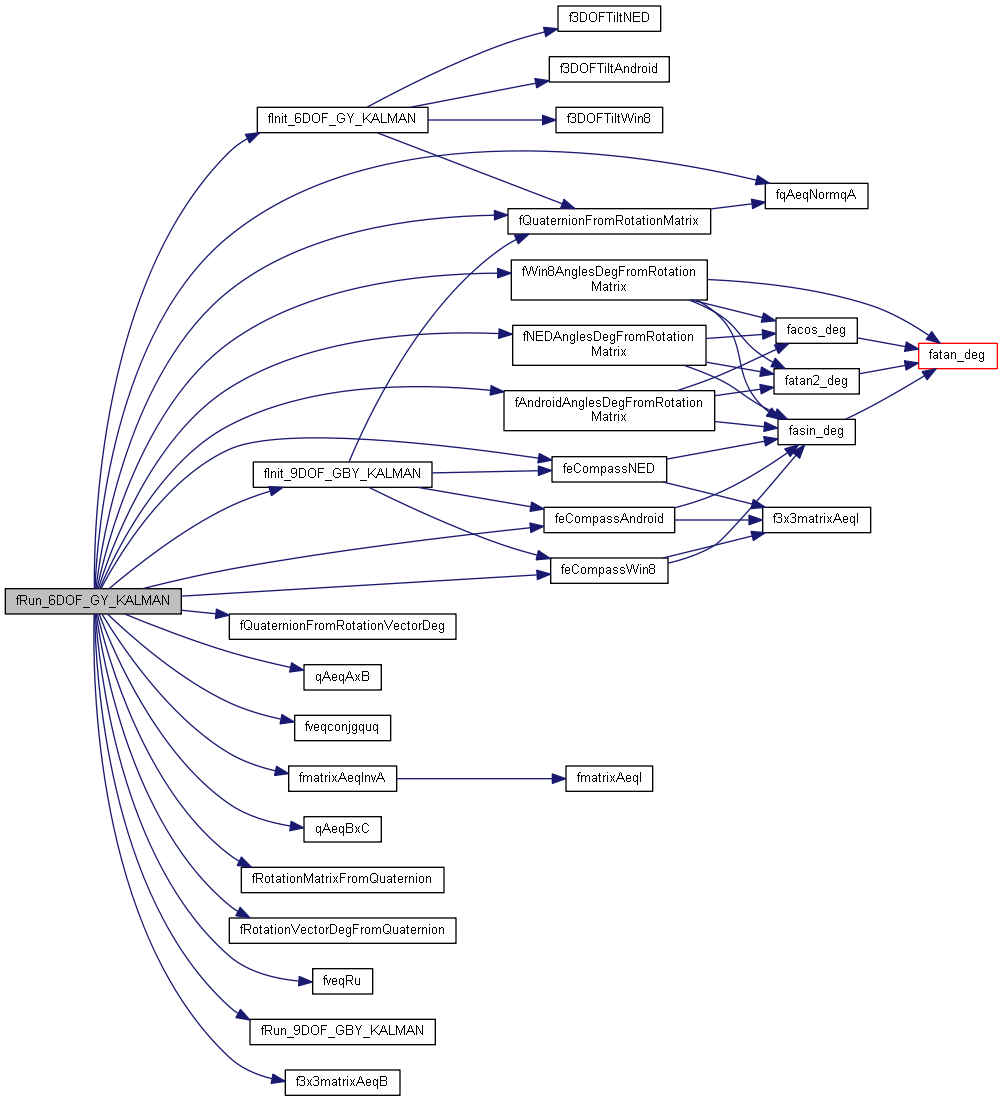 f3DOFTiltNED
f3DOFTiltAndroid
fInit_6DOF_GY_KALMAN
f3DOFTiltWin8
fqAeqNormqA
fQuaternionFromRotationMatrix
fWin8AnglesDegFromRotation
Matrix
facos_deg
fNEDAnglesDegFromRotation
Matrix
fatan_deg
fatan2_deg
fAndroidAnglesDegFromRotation
Matrix
fasin_deg
feCompassNED
fInit_9DOF_GBY_KALMAN
feCompassAndroid
f3x3matrixAeqI
feCompassWin8
fRun_6DOF_GY_KALMAN
fQuaternionFromRotationVectorDeg
qAeqAxB
fveqconjgquq
fmatrixAeqInvA
fmatrixAeqI
qAeqBxC
fRotationMatrixFromQuaternion
fRotationVectorDegFromQuaternion
fveqRu
fRun_9DOF_GBY_KALMAN
f3x3matrixAeqB